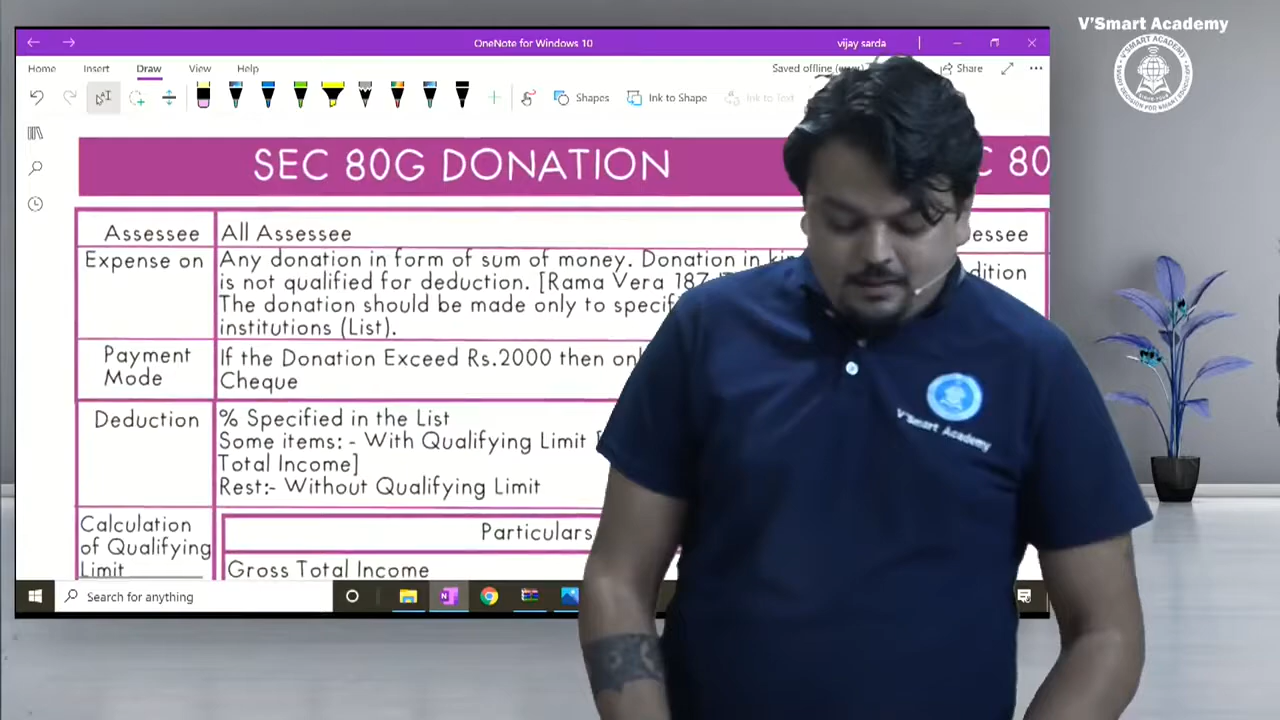 V'Smart Academy
OneNote for Windows 10
vijay sarda
Home Insert Draw View Help
Saved offline
Share
Shapes
Ink to Shape
Ink to Text
SEC 80G DONATION
C 80
Assessee
All Assessee
essee
Expense on
Any donation in form of sum of money. Donation in
is not qualified for deduction. [Rama Vera 187
The donation should be made only to
institutions (List).
dition
Payment
Mode
If the Donation Exceed Rs.2000 then
Cheque
Deduction
% Specified in the List
Some items: - With Qualifying Limit [
Total Income]
Rest:- Without Qualifying Limit
Calculation
of Qualifying
Limit
Particulars
Gross Total Income
V'Smart Academy
Search for anything